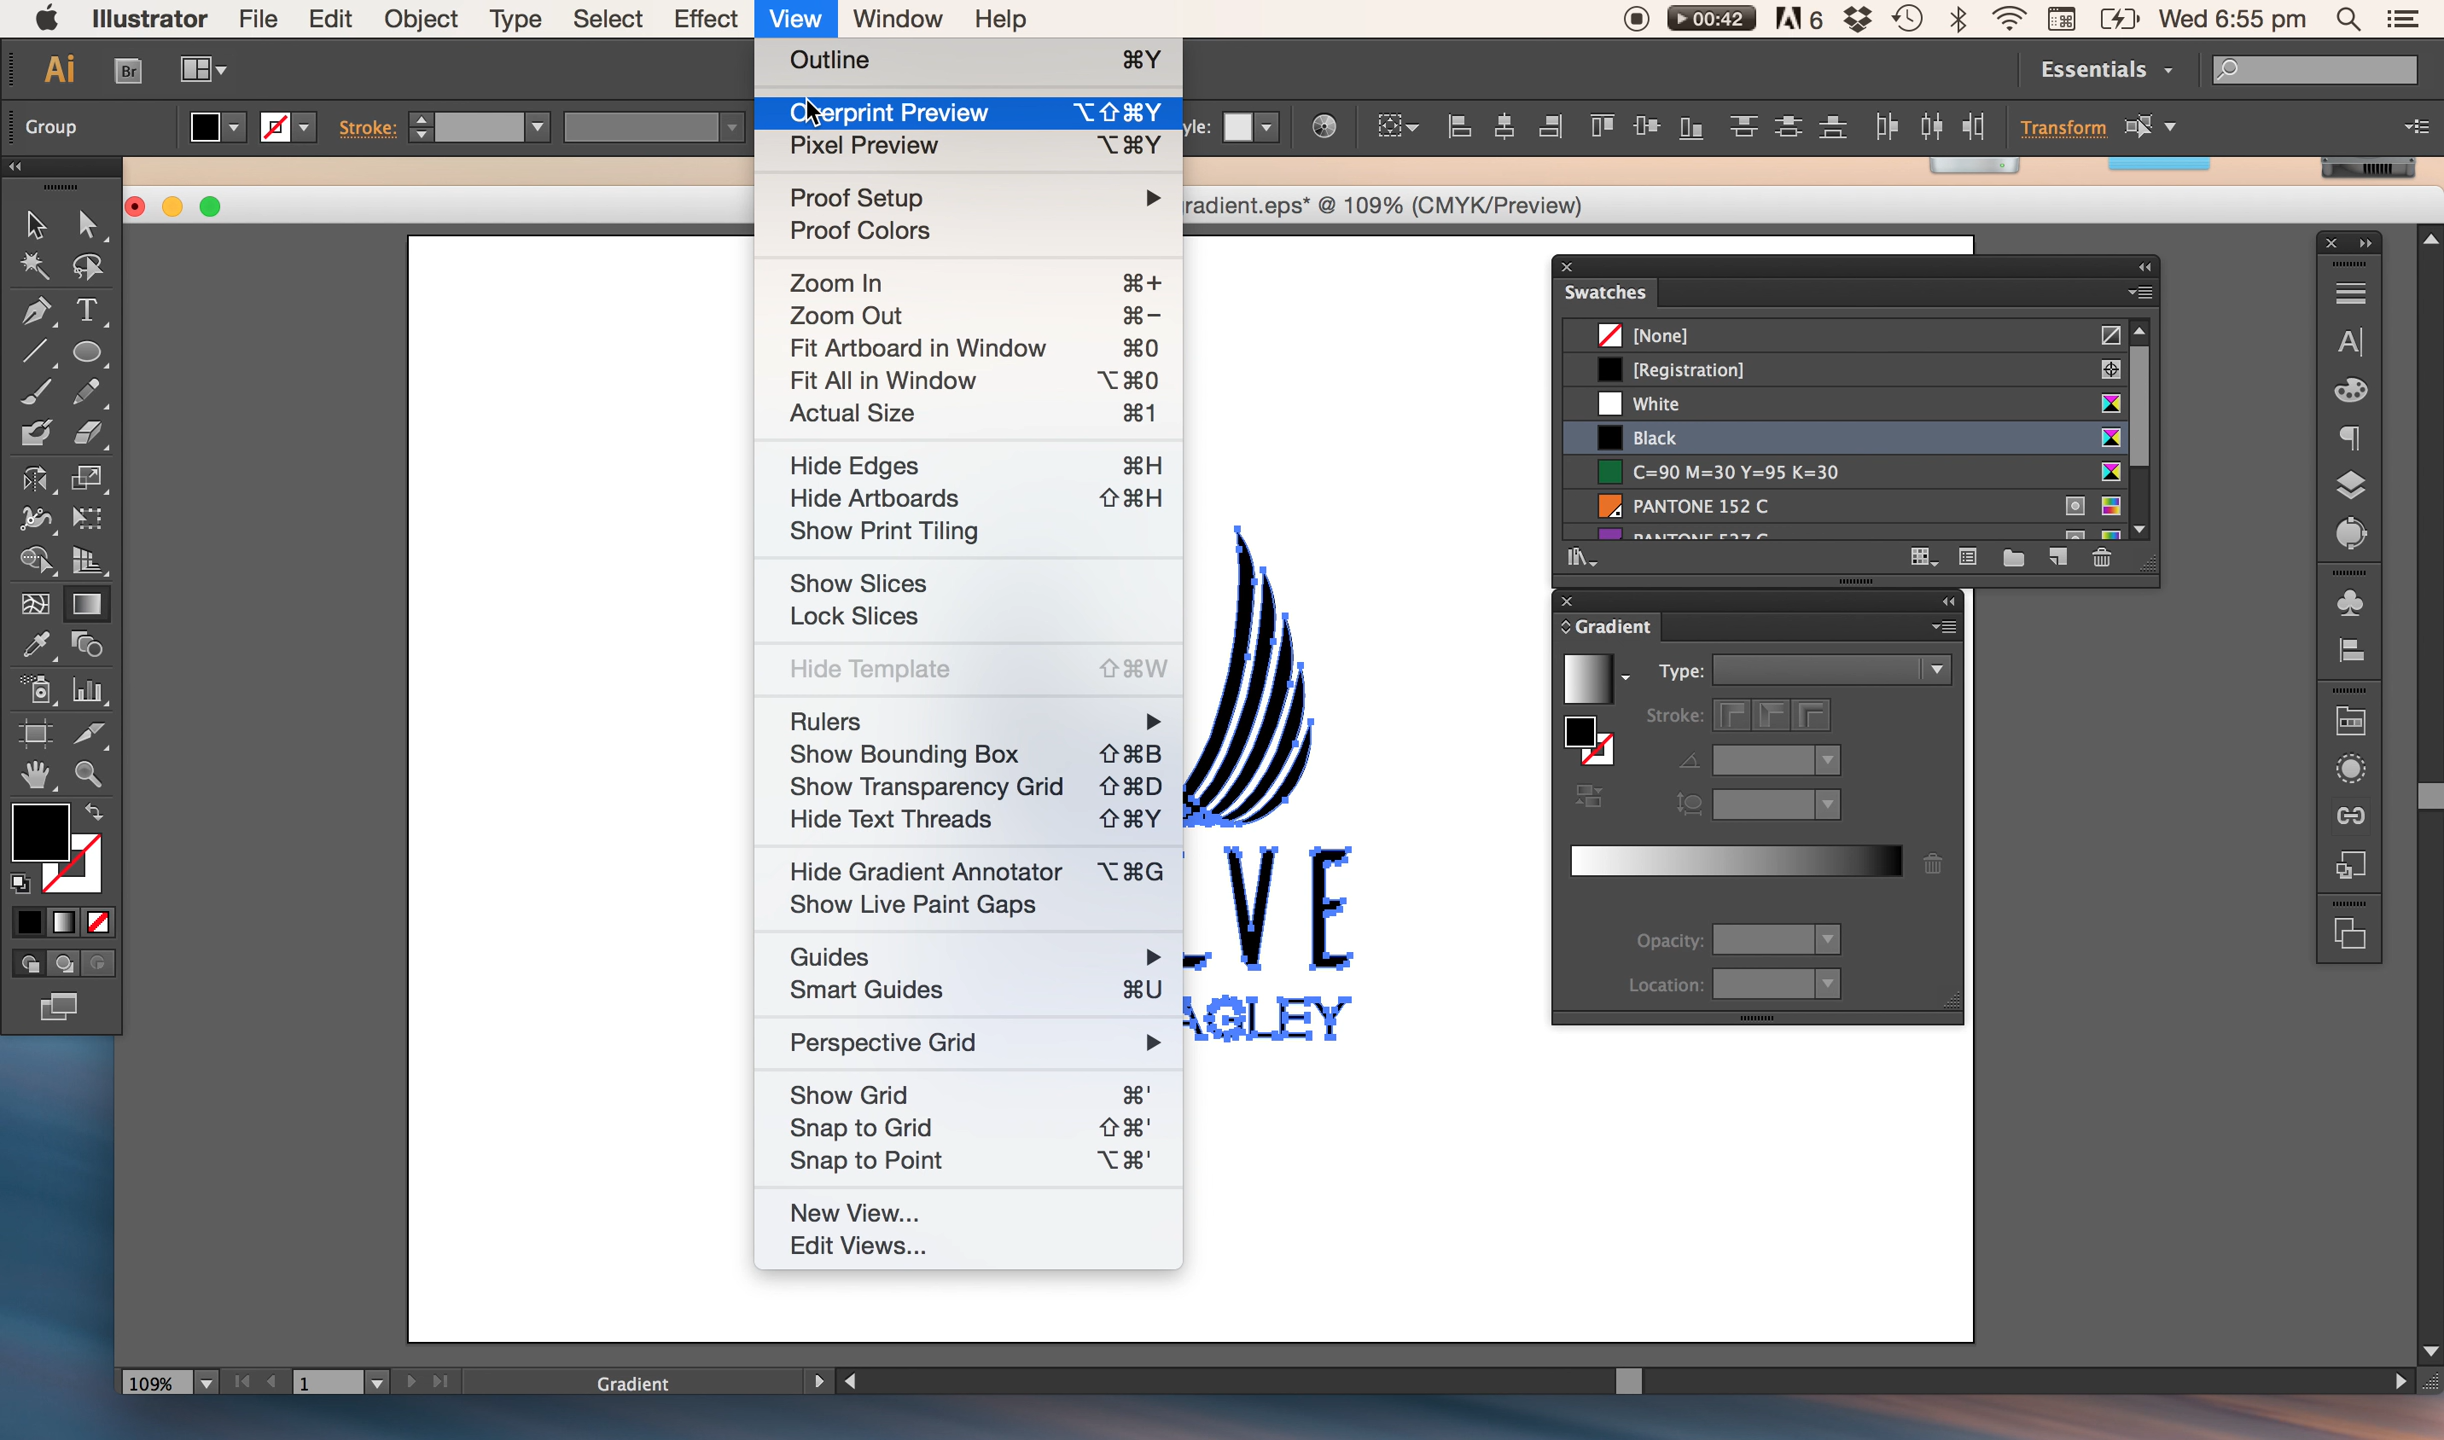 Illustrator File Edit Object Type Select Effect View Window Help 00:42 6 Wed 6:55 pm
Ai Br Essentials
Group Stroke: yle: Transform
radient.eps* @ 109% (CMYK/Preview)
Outline ⌘Y
Overprint Preview ⌥⇧⌘Y
Pixel Preview ⌥⌘Y
Proof Setup
Proof Colors
Zoom In ⌘+
Zoom Out ⌘−
Fit Artboard in Window ⌘0
Fit All in Window ⌥⌘0
Actual Size ⌘1
Hide Edges ⌘H
Hide Artboards ⇧⌘H
Show Print Tiling
Show Slices
Lock Slices
Hide Template ⇧⌘W
Rulers
Show Bounding Box ⇧⌘B
Show Transparency Grid ⇧⌘D
Hide Text Threads ⇧⌘Y
Hide Gradient Annotator ⌥⌘G
Show Live Paint Gaps
Guides
Smart Guides ⌘U
Perspective Grid
Show Grid ⌘'
Snap to Grid ⇧⌘'
Snap to Point ⌥⌘'
New View...
Edit Views...
VE
AGLEY
Swatches
[None]
[Registration]
White
Black
C=90 M=30 Y=95 K=30
PANTONE 152 C
PANTONE 527 C
Gradient
Type:
Stroke:
Opacity:
Location:
109% 1 Gradient